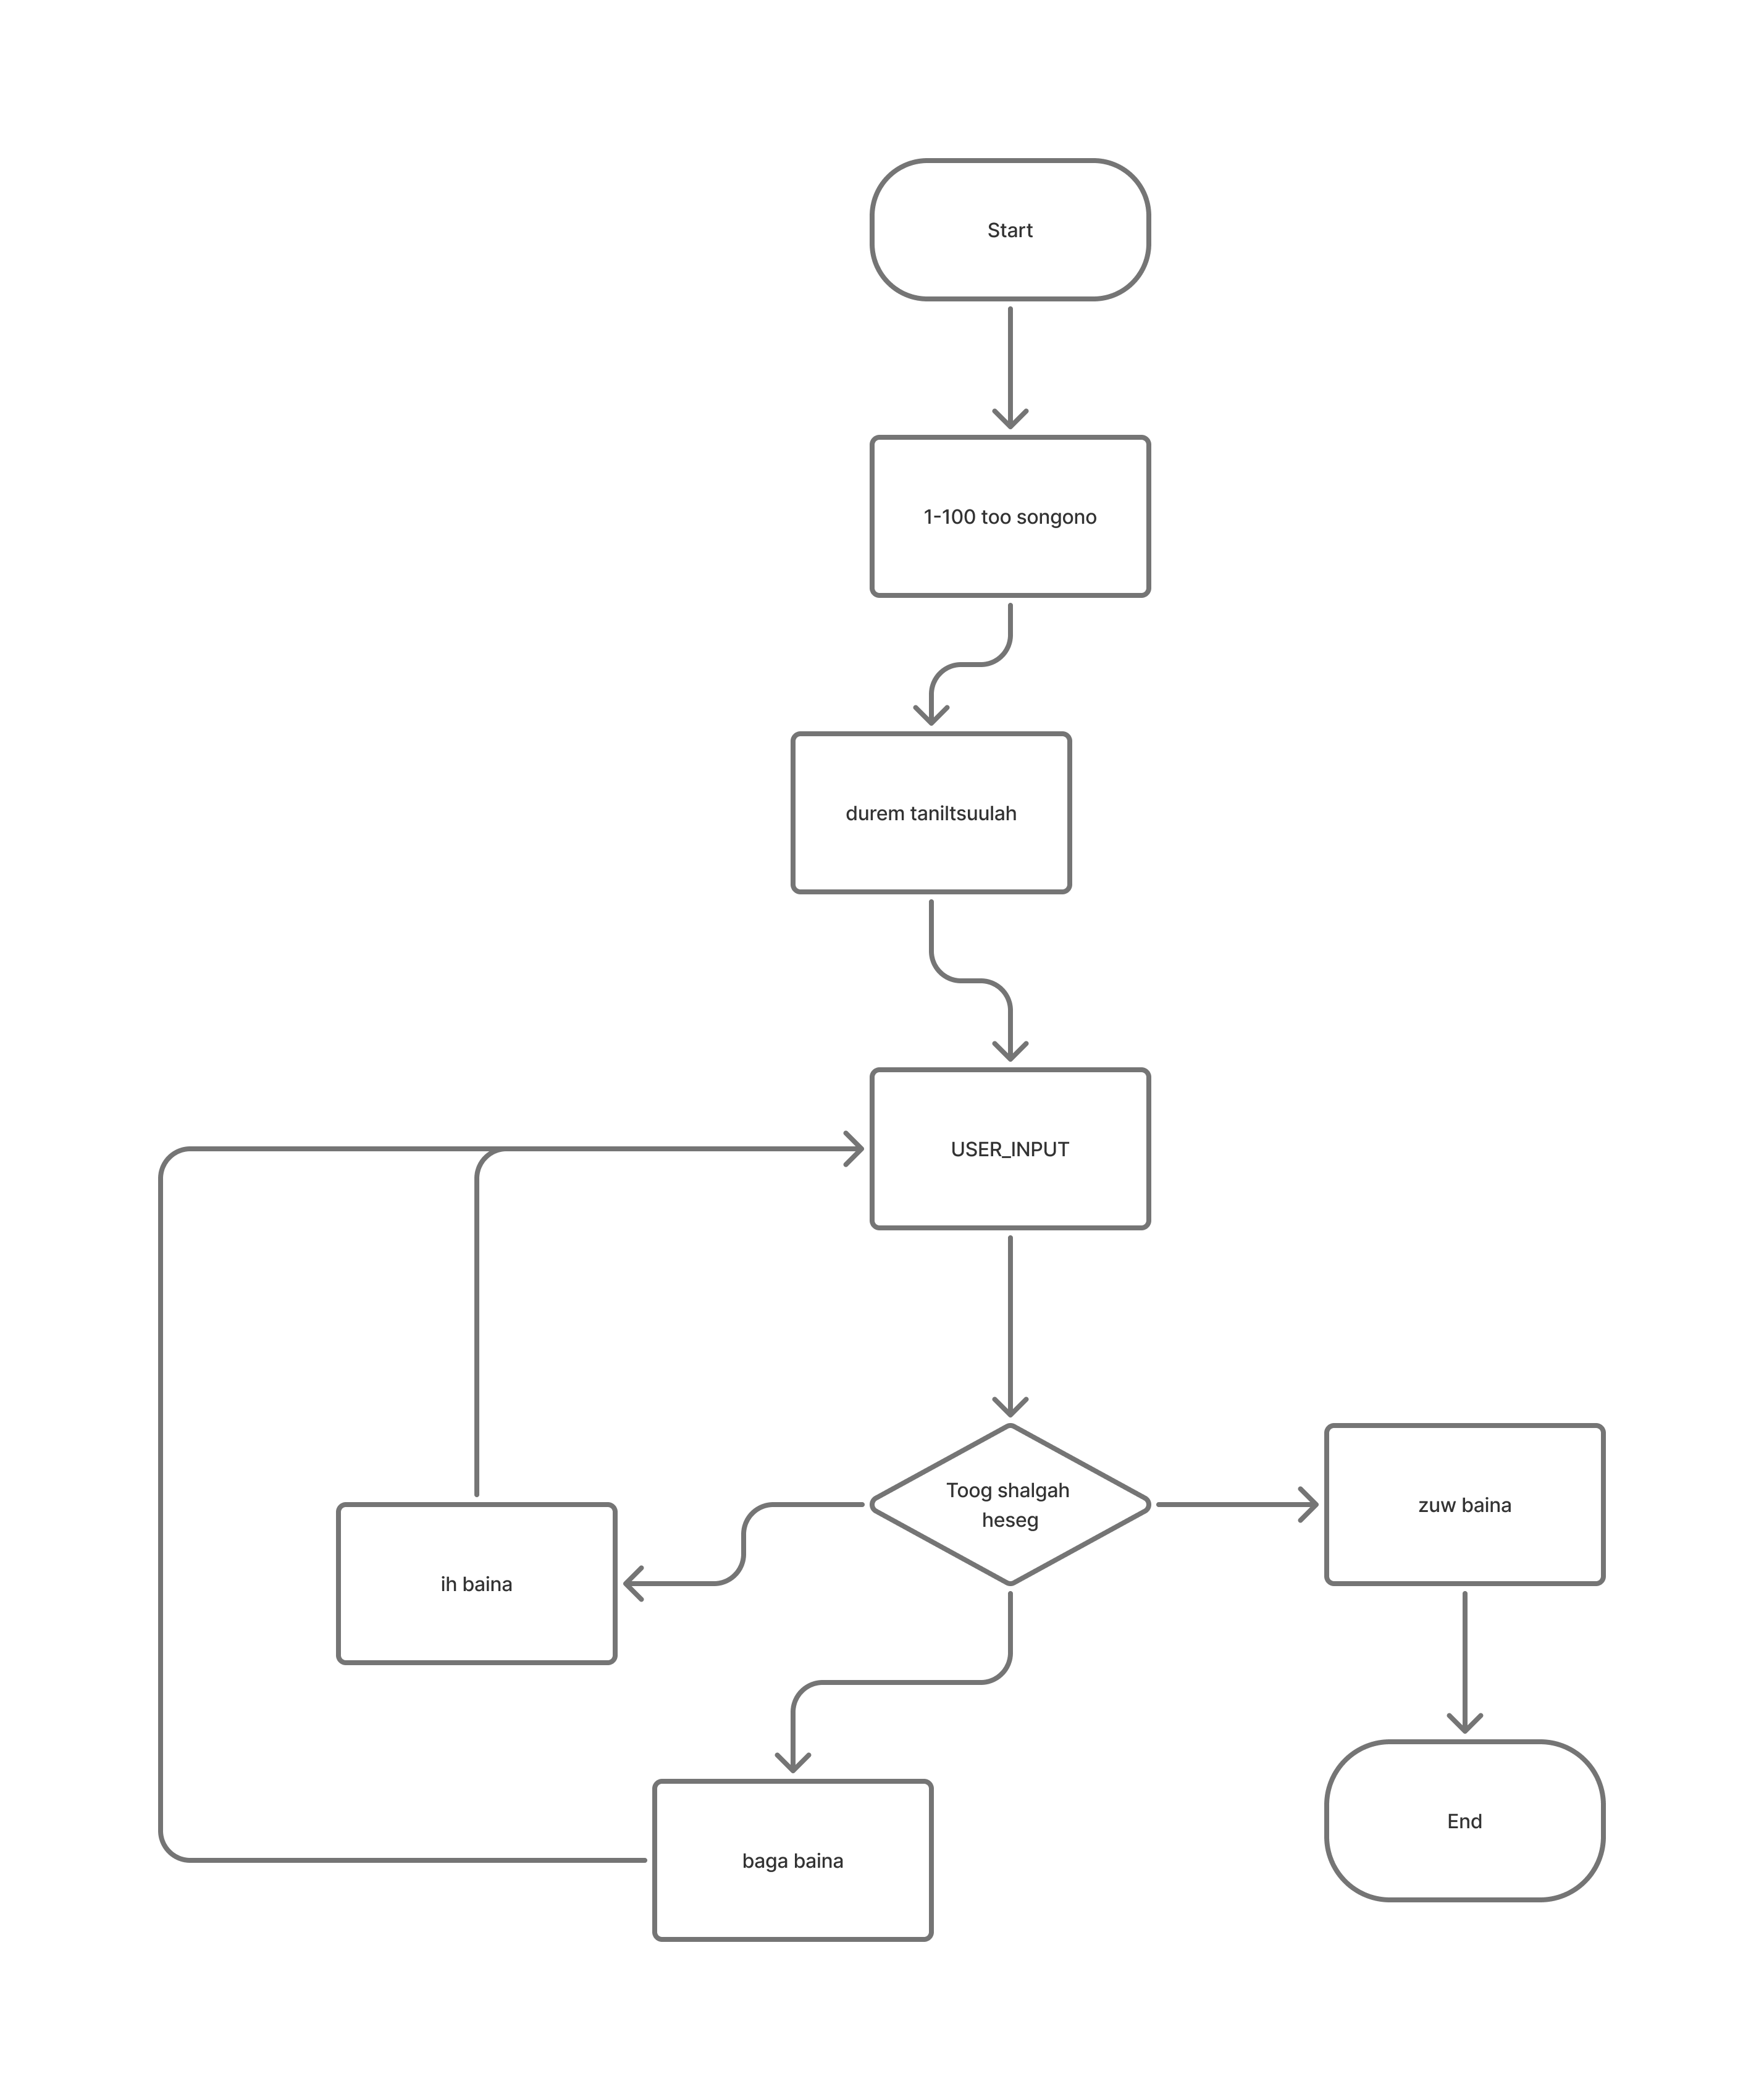 Start
1-100 too songono
durem taniltsuulah
USER_INPUT
Toog shalgah
heseg
zuw baina
ih baina
End
baga baina